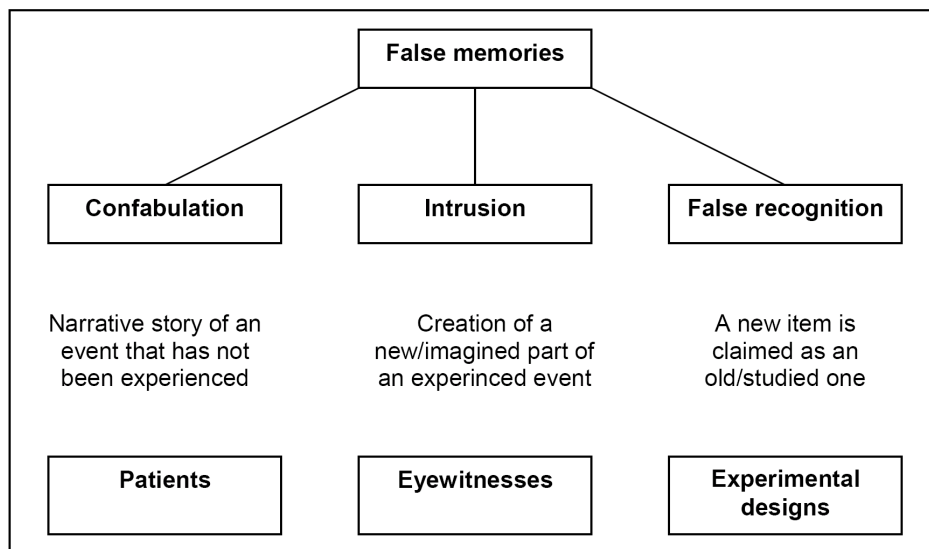 False memories
Confabulation
Intrusion
False recognition
Narrative story of an
event that has not
been experienced
Creation of a
new/imagined part of
an experinced event
A new item is
claimed as an
old/studied one
Patients
Eyewitnesses
Experimental
designs